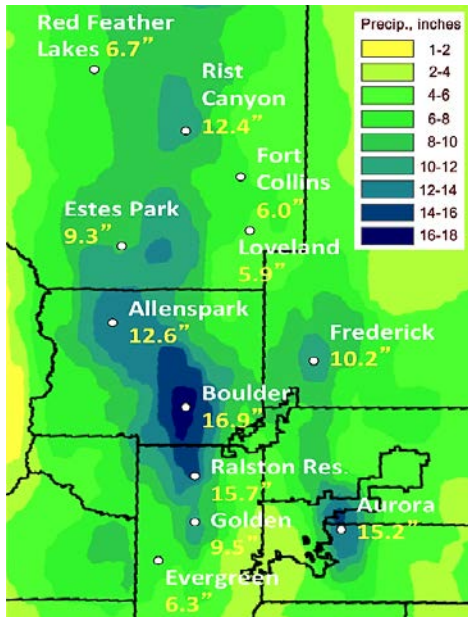 Precip., inches
1-2
2-4
4-6
6-8
8-10
10-12
12-14
14-16
16-18
Red Feather
Lakes 6.7”
Rist
Canyon
12.4”
Fort
Collins
6.0”
Estes Park
9.3”
Loveland
5.9”
Allenspark
12.6”
Frederick
10.2”
Boulder
16.9”
Ralston Res.
15.7”
Golden
9.5”
Aurora
15.2”
Evergreen
6.3”